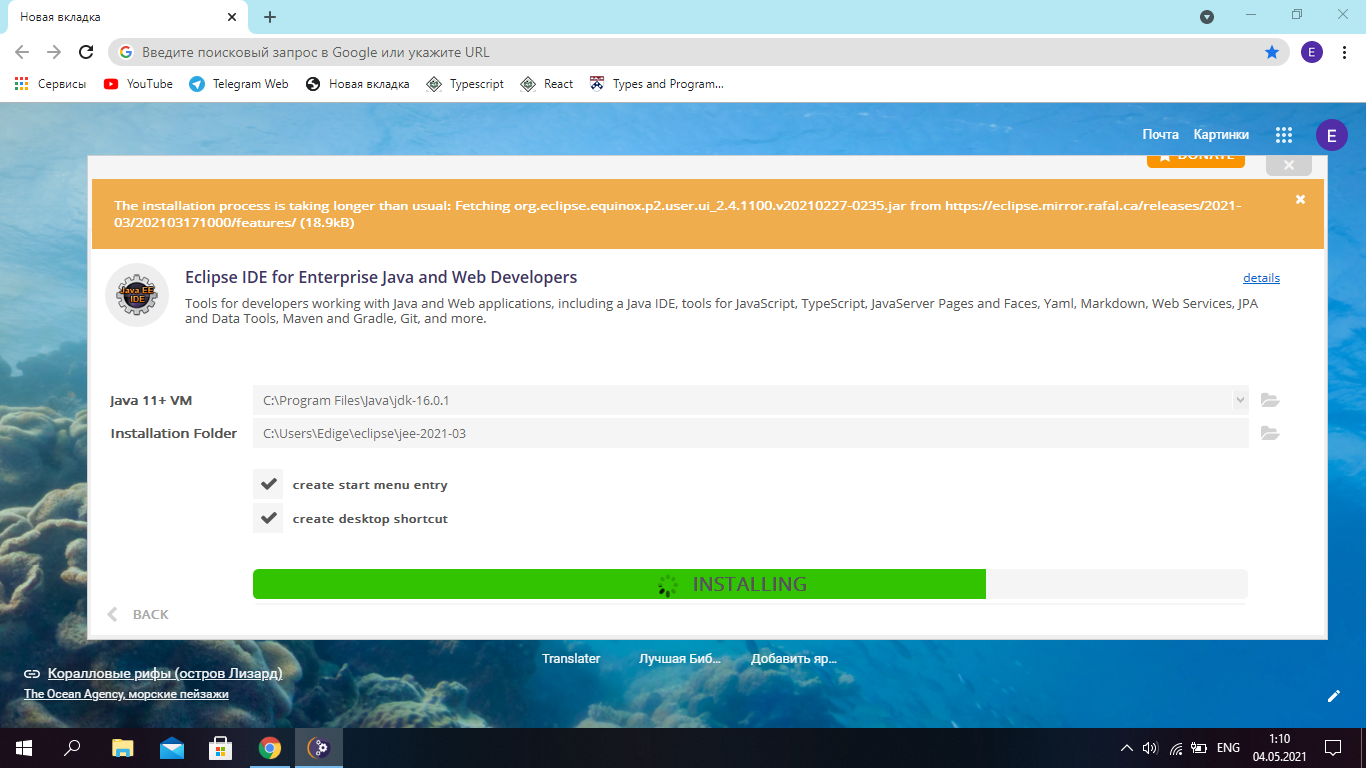 Новая вкладка
Введите поисковый запрос в Google или укажите URL
E
Сервисы
YouTube
Telegram Web
Новая вкладка
Typescript
React
Types and Program...
Почта
Картинки
E
DONATE
The installation process is taking longer than usual: Fetching org.eclipse.equinox.p2.user.ui_2.4.1100.v20210227-0235.jar from https://eclipse.mirror.rafal.ca/releases/2021-
03/202103171000/features/ (18.9kB)
Java EE
IDE
Eclipse IDE for Enterprise Java and Web Developers
details
Tools for developers working with Java and Web applications, including a Java IDE, tools for JavaScript, TypeScript, JavaServer Pages and Faces, Yaml, Markdown, Web Services, JPA
and Data Tools, Maven and Gradle, Git, and more.
Java 11+ VM
C:\Program Files\Java\jdk-16.0.1
Installation Folder
C:\Users\Edige\eclipse\jee-2021-03
create start menu entry
create desktop shortcut
INSTALLING
BACK
Translater
Лучшая Биб...
Добавить яр...
Коралловые рифы (остров Лизард)
The Ocean Agency, морские пейзажи
ENG
1:10
04.05.2021